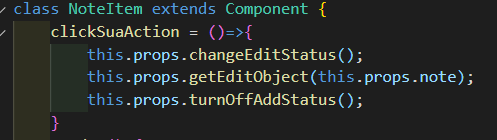 class NoteItem extends Component {
clickSuaAction = ()=>{
this.props.changeEditStatus();
this.props.getEditObject(this.props.note);
this.props.turnOffAddStatus();
}